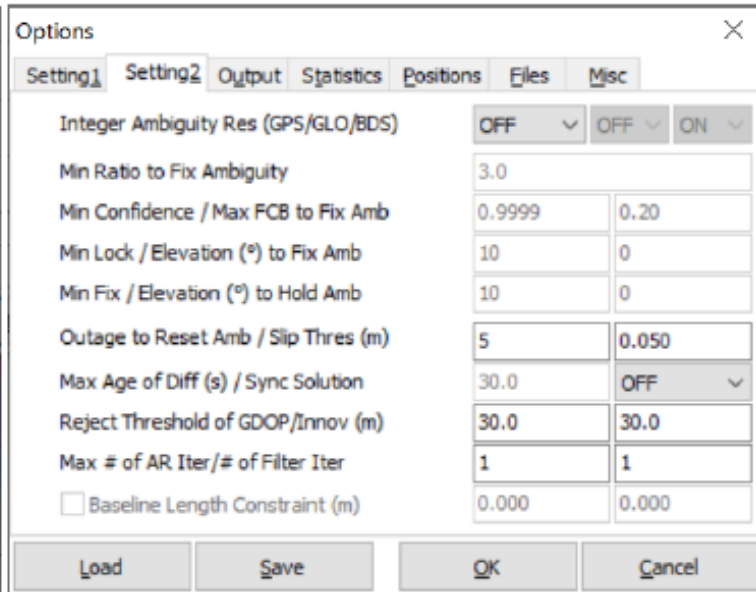 Options
Setting1 Setting2 Output Statistics Positions Files Misc
Integer Ambiguity Res (GPS/GLO/BDS) OFF OFF ON
Min Ratio to Fix Ambiguity 3.0
Min Confidence / Max FCB to Fix Amb 0.9999 0.20
Min Lock / Elevation (º) to Fix Amb 10 0
Min Fix / Elevation (º) to Hold Amb 10 0
Outage to Reset Amb / Slip Thres (m) 5 0.050
Max Age of Diff (s) / Sync Solution 30.0 OFF
Reject Threshold of GDOP/Innov (m) 30.0 30.0
Max # of AR Iter/# of Filter Iter 1 1
Baseline Length Constraint (m) 0.000 0.000
Load Save OK Cancel